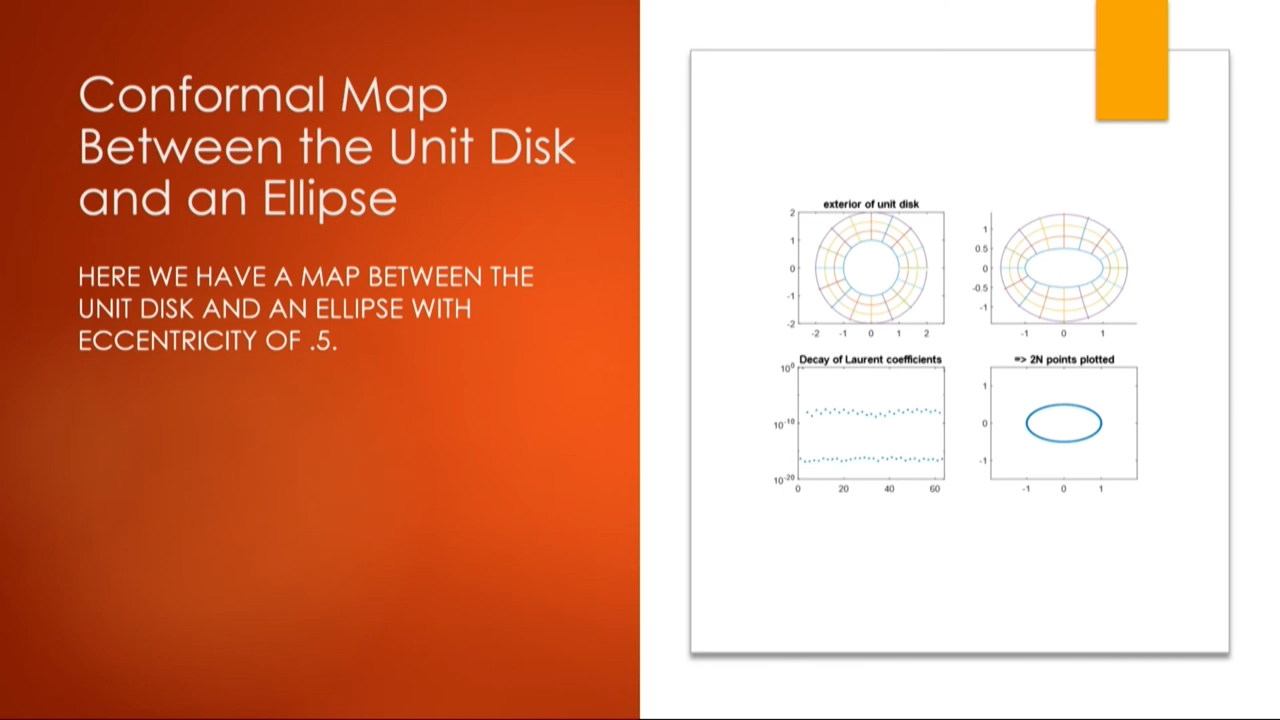 Conformal Map
Between the Unit Disk
and an Ellipse
HERE WE HAVE A MAP BETWEEN THE
UNIT DISK AND AN ELLIPSE WITH
ECCENTRICITY OF .5.
exterior of unit disk
2
1
0
-1
-2
-2 -1 0 1 2
1
0.5
0
-0.5
-1
-1 0 1
Decay of Laurent coefficients
10⁰
10⁻¹⁰
10⁻²⁰
0 20 40 60
=> 2N points plotted
1
0
-1
-1 0 1